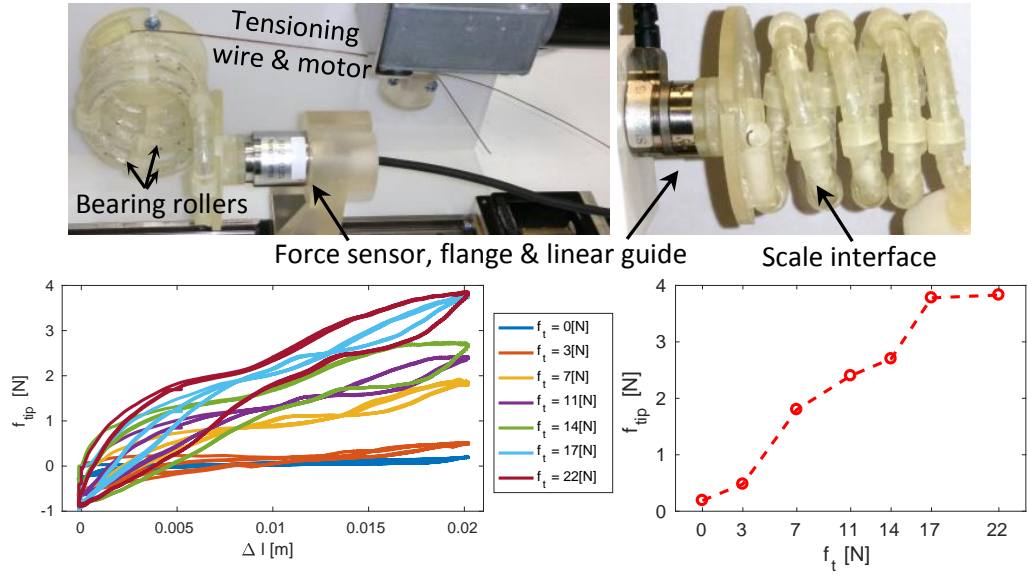 Tensioning
wire & motor
Bearing rollers
Force sensor, flange & linear guide
Scale interface
4
3
2
1
0
-1
f_tip [N]
0
0.005
0.01
0.015
0.02
Δ l [m]
f_t = 0[N]
f_t = 3[N]
f_t = 7[N]
f_t = 11[N]
f_t = 14[N]
f_t = 17[N]
f_t = 22[N]
4
3
2
1
0
f_tip [N]
0
3
7
11
14
17
22
f_t [N]